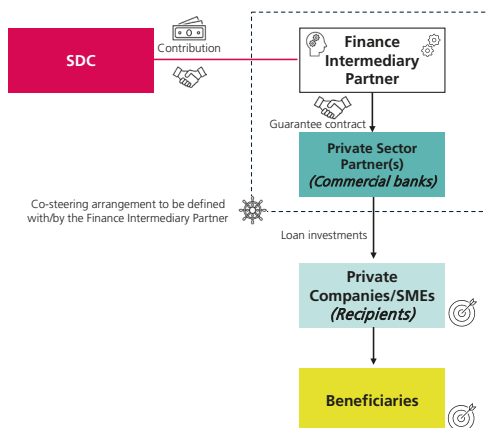 Contribution
SDC
Finance
Intermediary
Partner
Guarantee contract
Private Sector
Partner(s)
(Commercial banks)
Co-steering arrangement to be defined
with/by the Finance Intermediary Partner
Loan investments
Private
Companies/SMEs
(Recipients)
Beneficiaries